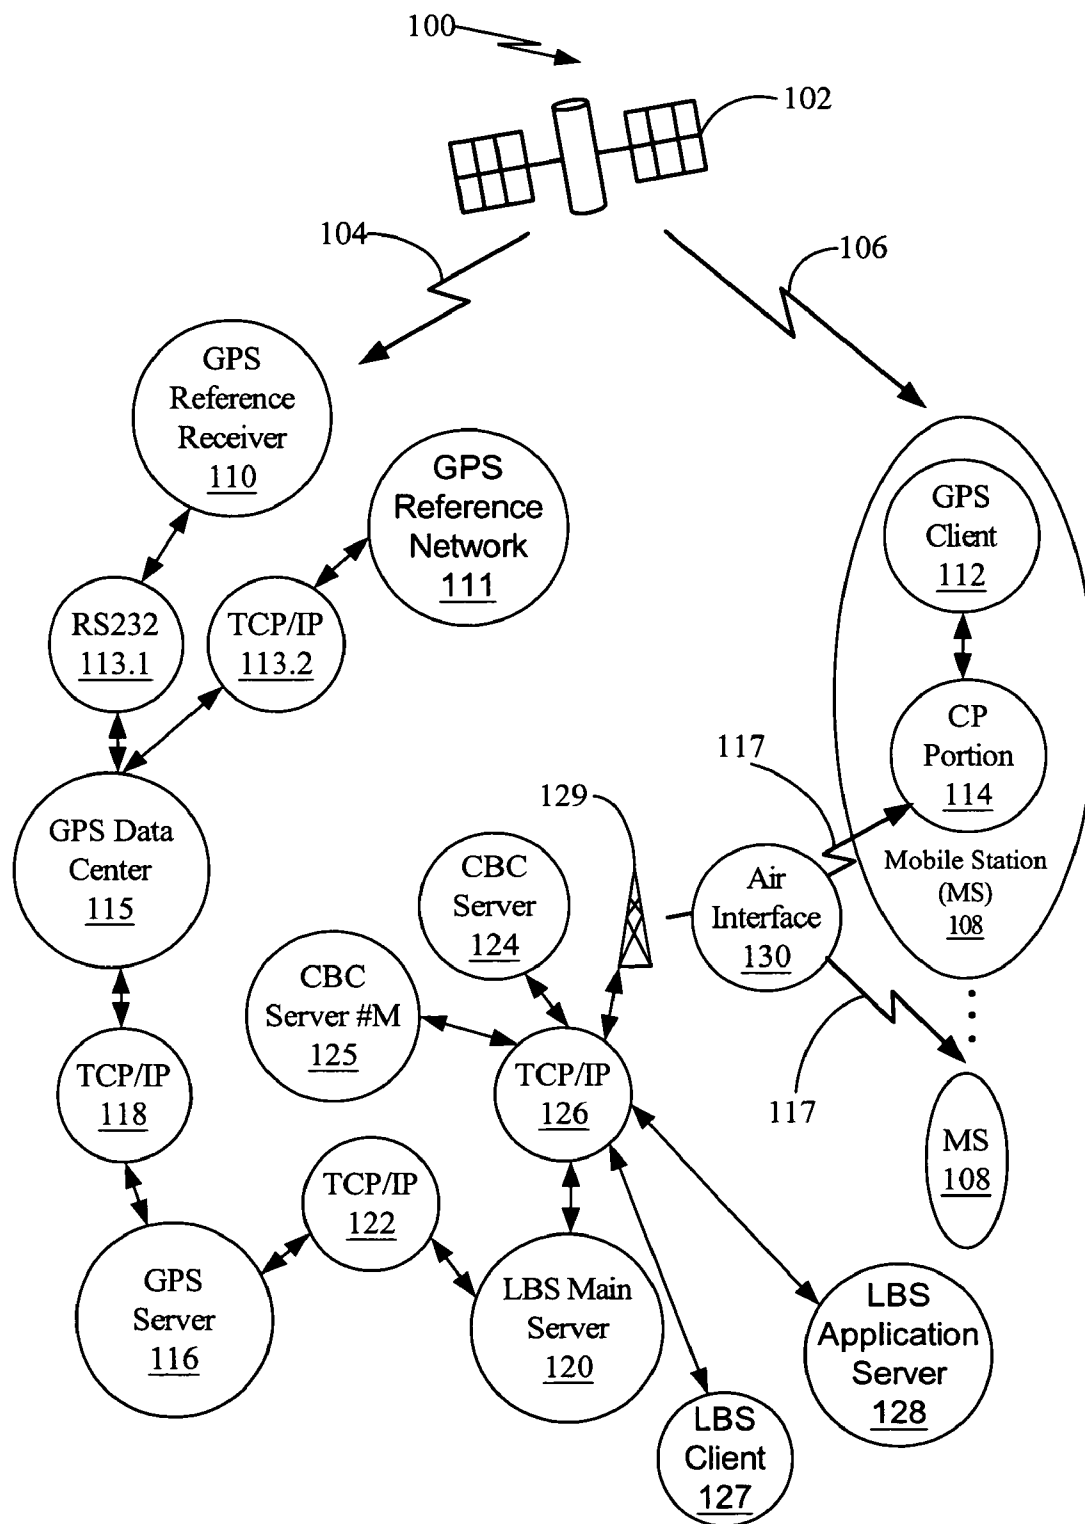 100
102
104
106
GPS
Reference
Receiver
110
GPS
Reference
Network
111
GPS
Client
112
RS232
113.1
TCP/IP
113.2
CP
Portion
114
117
129
GPS Data
Center
115
CBC
Server
124
Air
Interface
130
Mobile Station
(MS)
108
CBC
Server #M
125
TCP/IP
118
TCP/IP
126
117
MS
108
TCP/IP
122
GPS
Server
116
LBS Main
Server
120
LBS
Application
Server
128
LBS
Client
127